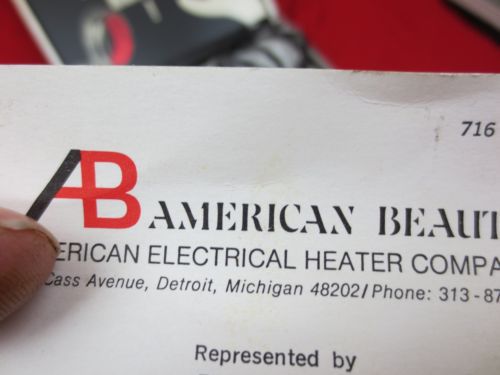 716
AB AMERICAN BEAUT
ERICAN ELECTRICAL HEATER COMPA
Cass Avenue, Detroit, Michigan 48202/Phone: 313-87
Represented by